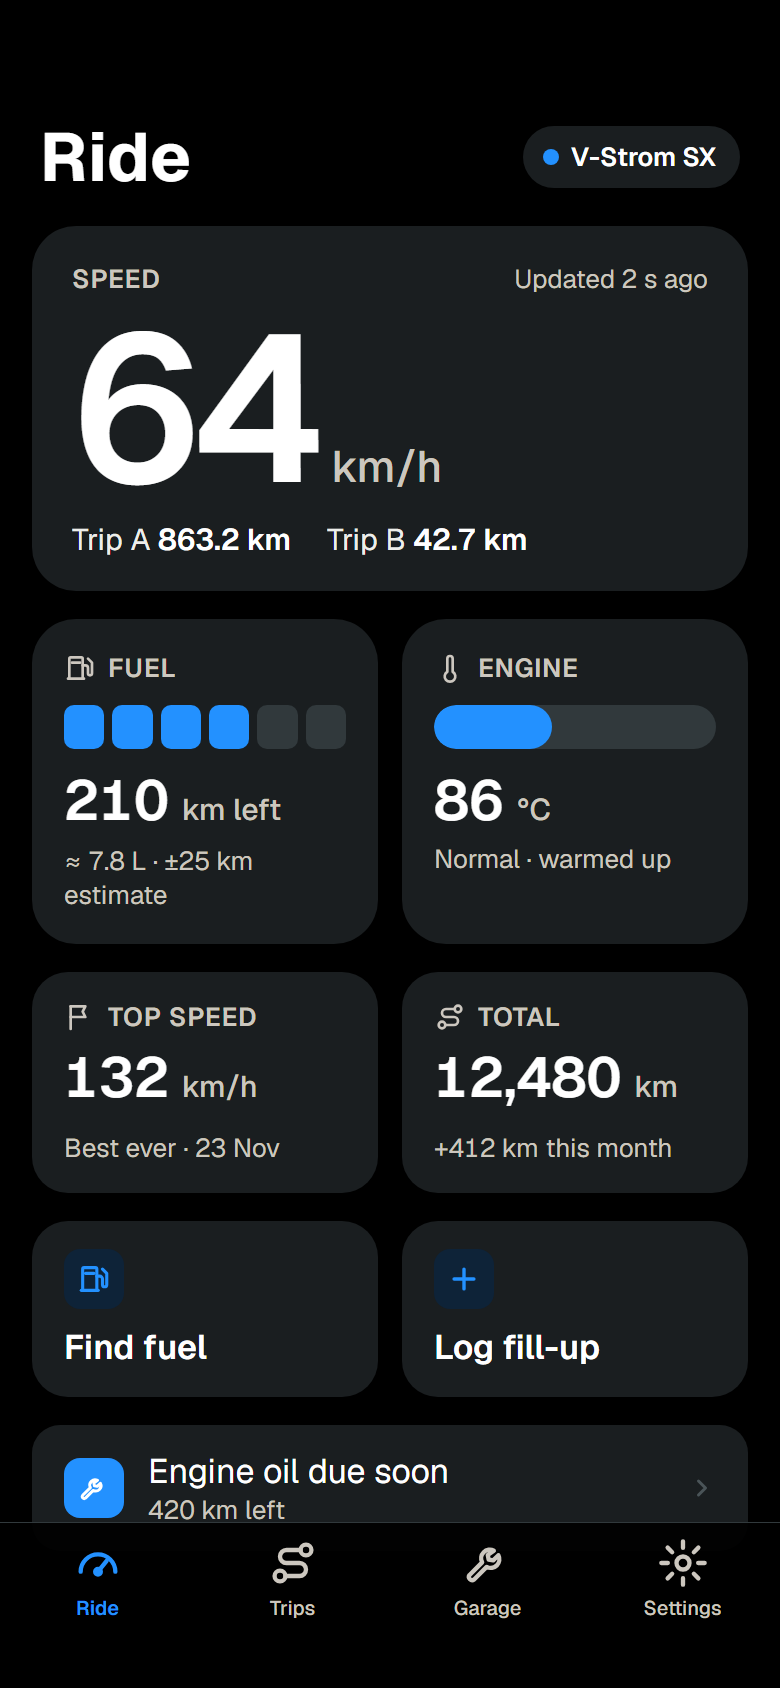 Ride
V-Strom SX
SPEED
Updated 2 s ago
64 km/h
Trip A 863.2 km Trip B 42.7 km
FUEL
210 km left
≈ 7.8 L · ±25 km
estimate
ENGINE
86 °C
Normal · warmed up
TOP SPEED
132 km/h
Best ever · 23 Nov
TOTAL
12,480 km
+412 km this month
Find fuel
Log fill-up
Engine oil due soon
420 km left
Ride
Trips
Garage
Settings